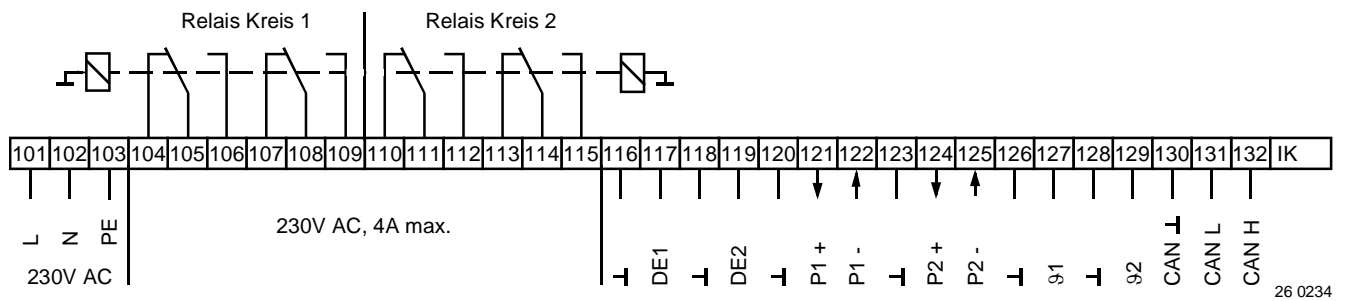 Relais Kreis 1
Relais Kreis 2
101 102 103 104 105 106 107 108 109 110 111 112 113 114 115 116 117 118 119 120 121 122 123 124 125 126 127 128 129 130 131 132 IK
L
N
PE
230V AC
230V AC, 4A max.
DE1
DE2
P1 +
P1 -
P2 +
P2 -
ϑ1
ϑ2
CAN ⊥
CAN L
CAN H
26 0234